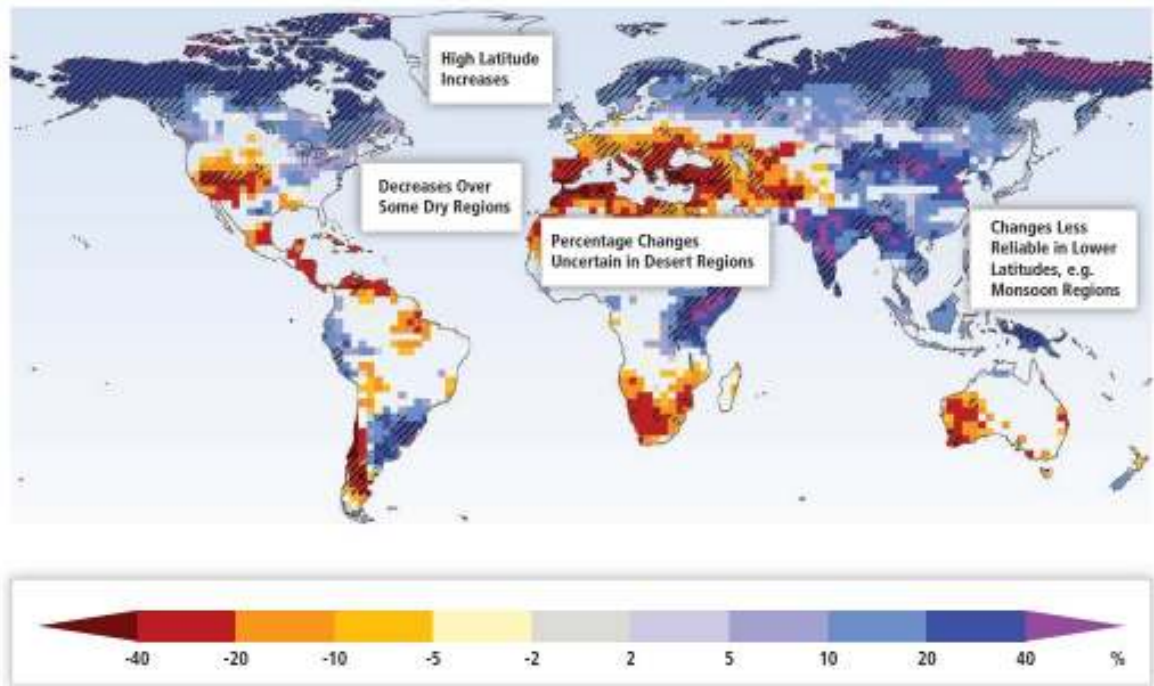 High Latitude
Increases
Decreases Over
Some Dry Regions
Percentage Changes
Uncertain in Desert Regions
Changes Less
Reliable in Lower
Latitudes, e.g.
Monsoon Regions
-40 -20 -10 -5 -2 2 5 10 20 40 %